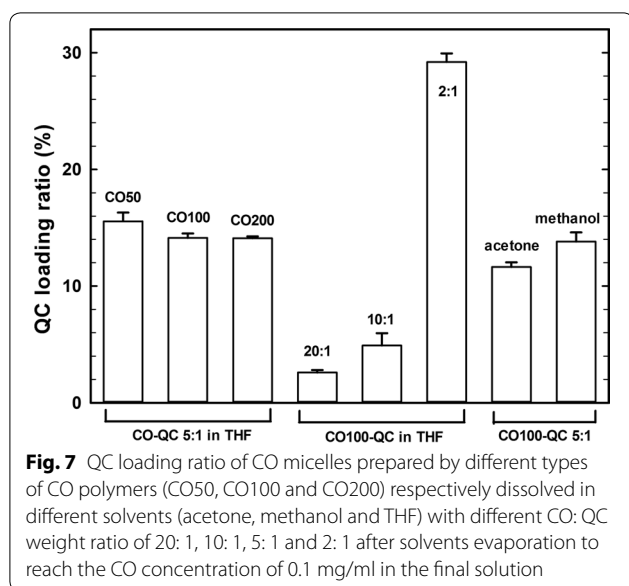 30
20
10
0
QC loading ratio (%)
CO50
CO100
CO200
20:1
10:1
2:1
acetone
methanol
CO-QC 5:1 in THF
CO100-QC in THF
CO100-QC 5:1
Fig. 7 QC loading ratio of CO micelles prepared by different types
of CO polymers (CO50, CO100 and CO200) respectively dissolved in
different solvents (acetone, methanol and THF) with different CO: QC
weight ratio of 20: 1, 10: 1, 5: 1 and 2: 1 after solvents evaporation to
reach the CO concentration of 0.1 mg/ml in the final solution